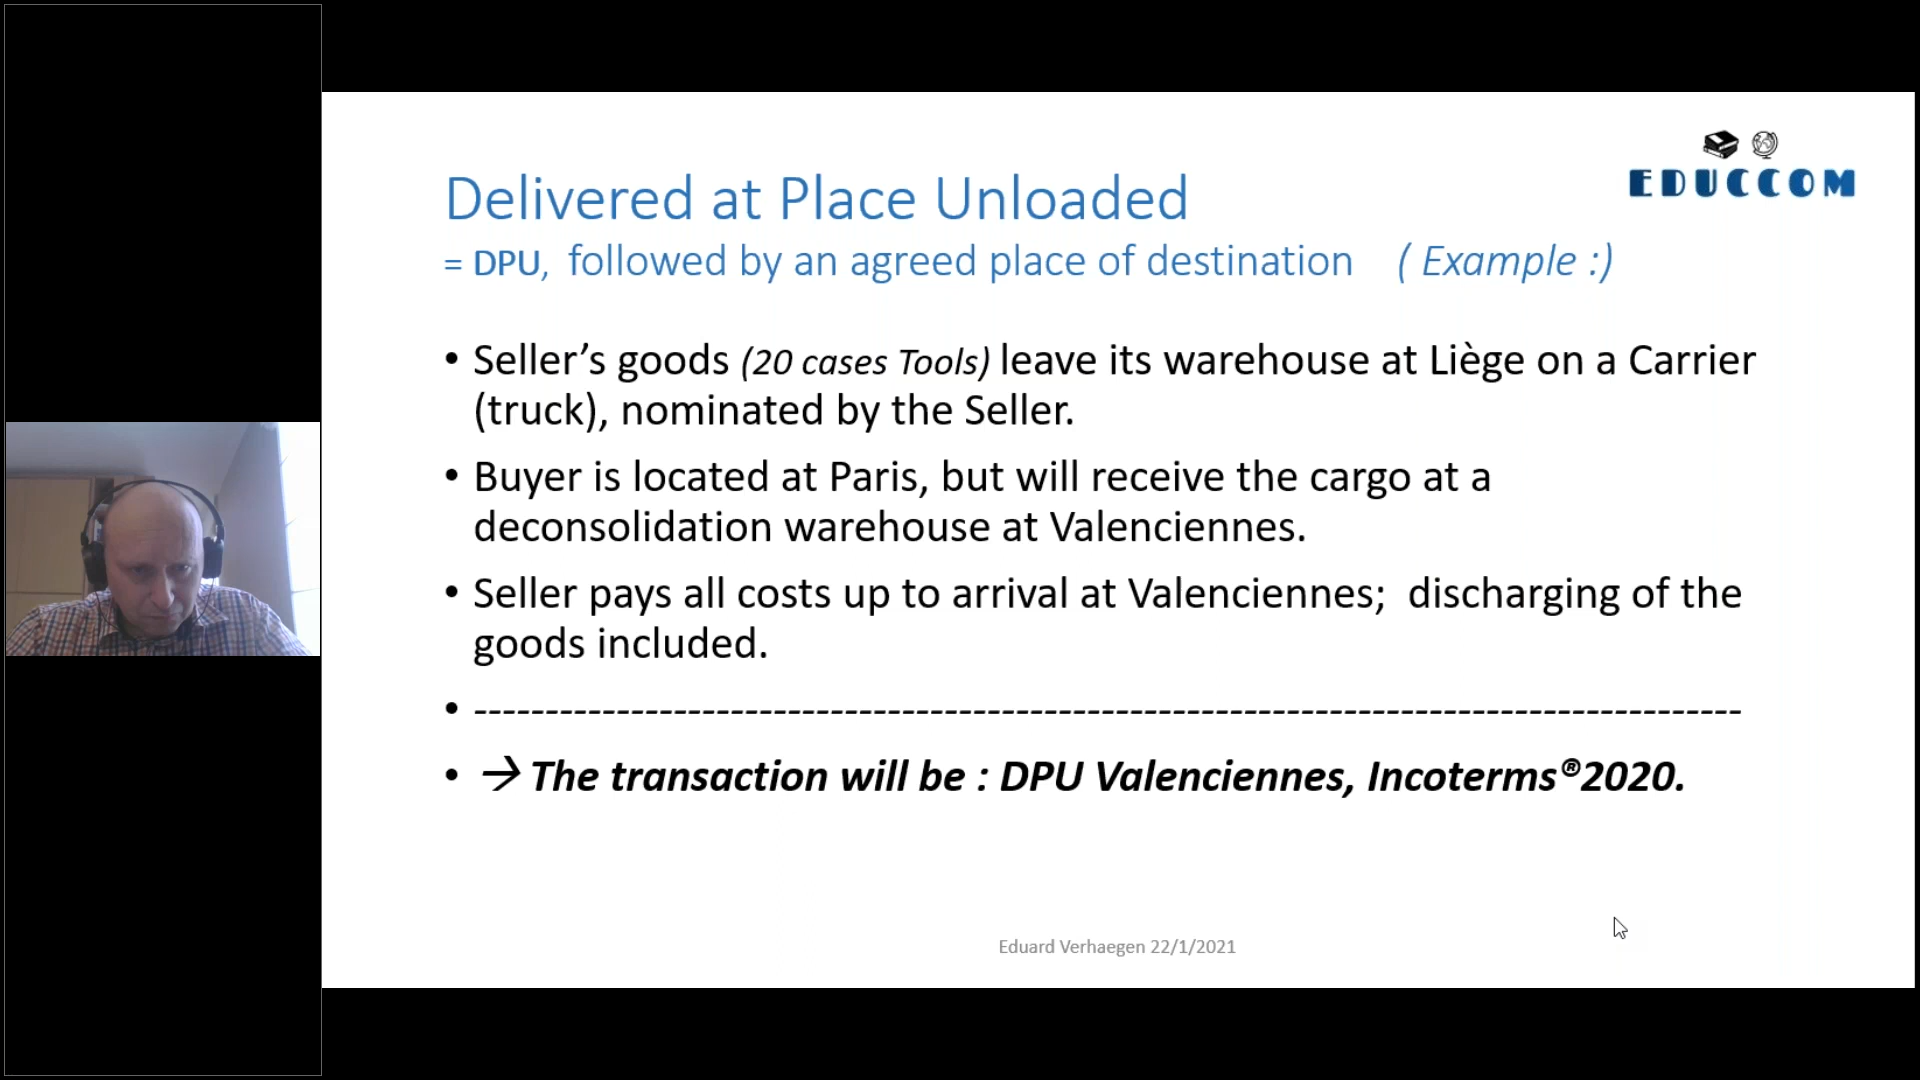 EDUCCOM
Delivered at Place Unloaded
= DPU, followed by an agreed place of destination ( Example :)
• Seller’s goods (20 cases Tools) leave its warehouse at Liège on a Carrier
(truck), nominated by the Seller.
• Buyer is located at Paris, but will receive the cargo at a
deconsolidation warehouse at Valenciennes.
• Seller pays all costs up to arrival at Valenciennes; discharging of the
goods included.
• -----------------------------------------------------------------------------------------
• → The transaction will be : DPU Valenciennes, Incoterms®2020.
Eduard Verhaegen 22/1/2021